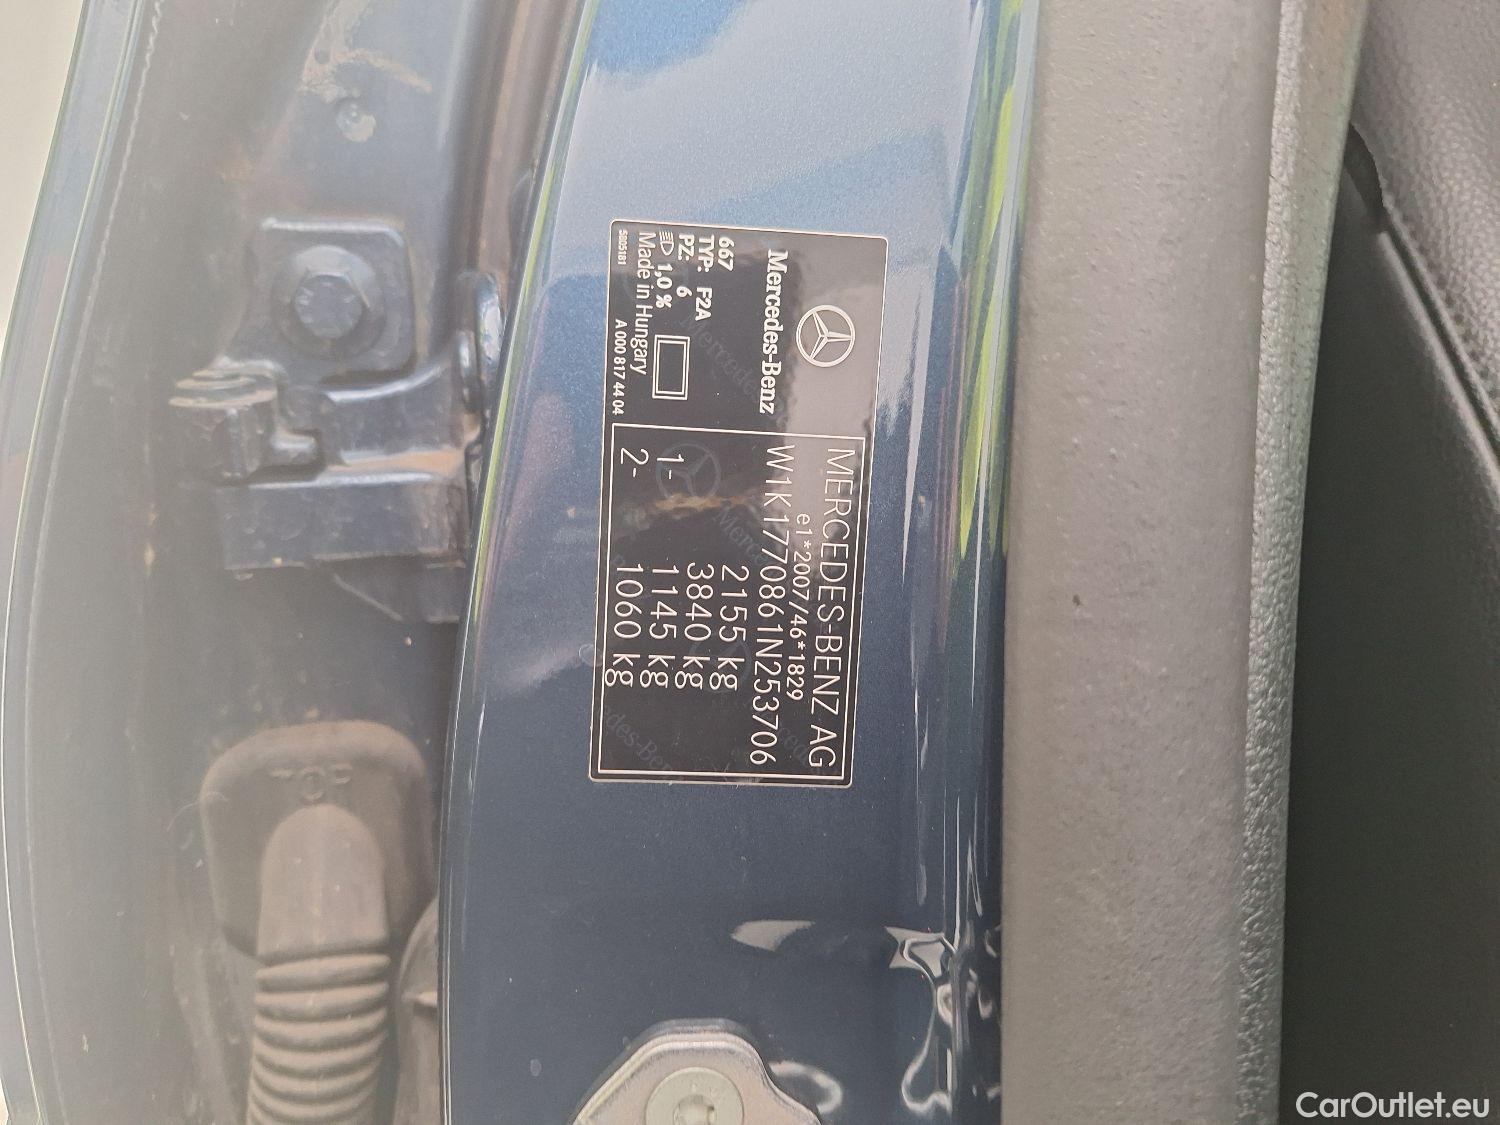 Mercedes-Benz
667
TYP: F2A
PZ: 6
1,0 %
Made in Hungary
5805181
A 000 817 44 04
MERCEDES-BENZ AG
e1*2007/46*1829
W1K1770861N253706
2155 kg
3840 kg
1- 1145 kg
2- 1060 kg
TOP
CarOutlet.eu